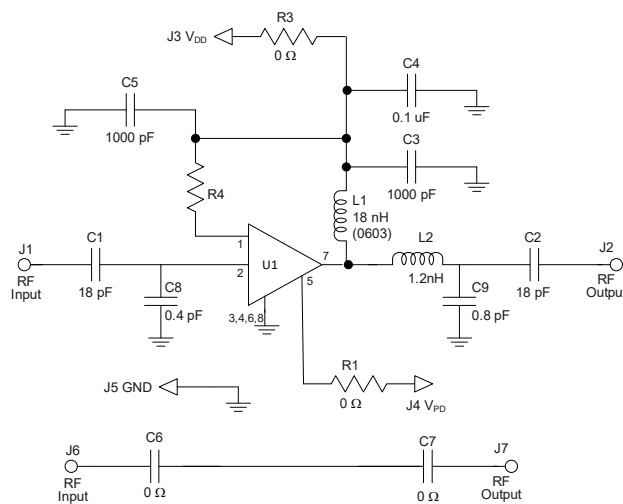 R3
J3 VDD
0 Ω
C4
0.1 uF
C5
1000 pF
C3
1000 pF
R4
L1
18 nH
(0603)
J1
RF
Input
C1
18 pF
1
2
U1
7
5
3,4,6,8
L2
1.2nH
C2
18 pF
J2
RF
Output
C8
0.4 pF
C9
0.8 pF
R1
0 Ω
J5 GND
J4 VPD
J6
RF
Input
C6
0 Ω
C7
0 Ω
J7
RF
Output